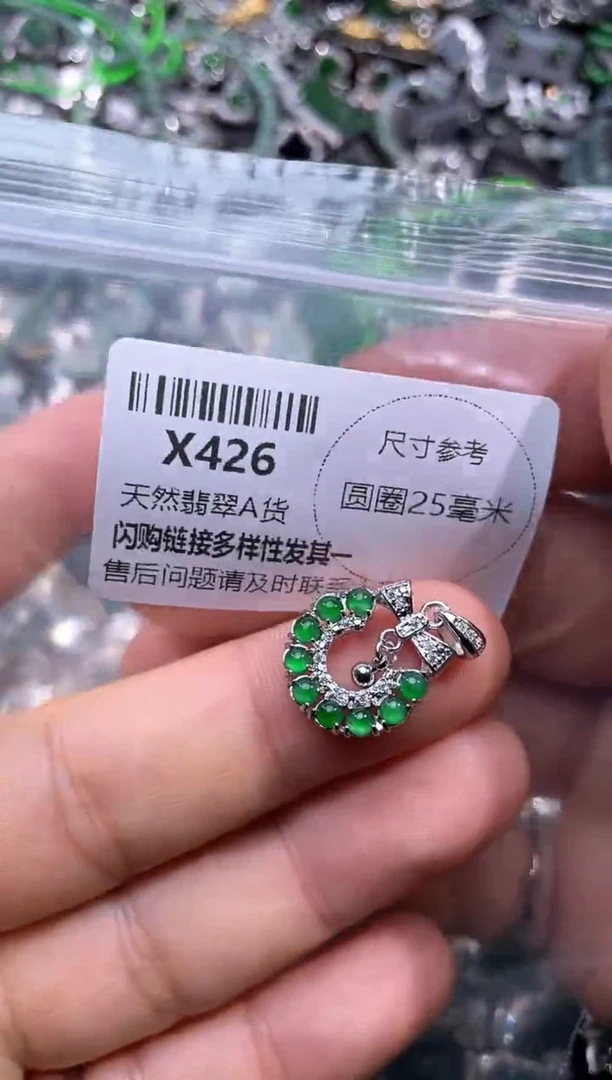 X426
天然翡翠A货
闪购链接多样性发其一
售后问题请及时联系
尺寸参考
圆圈25毫米